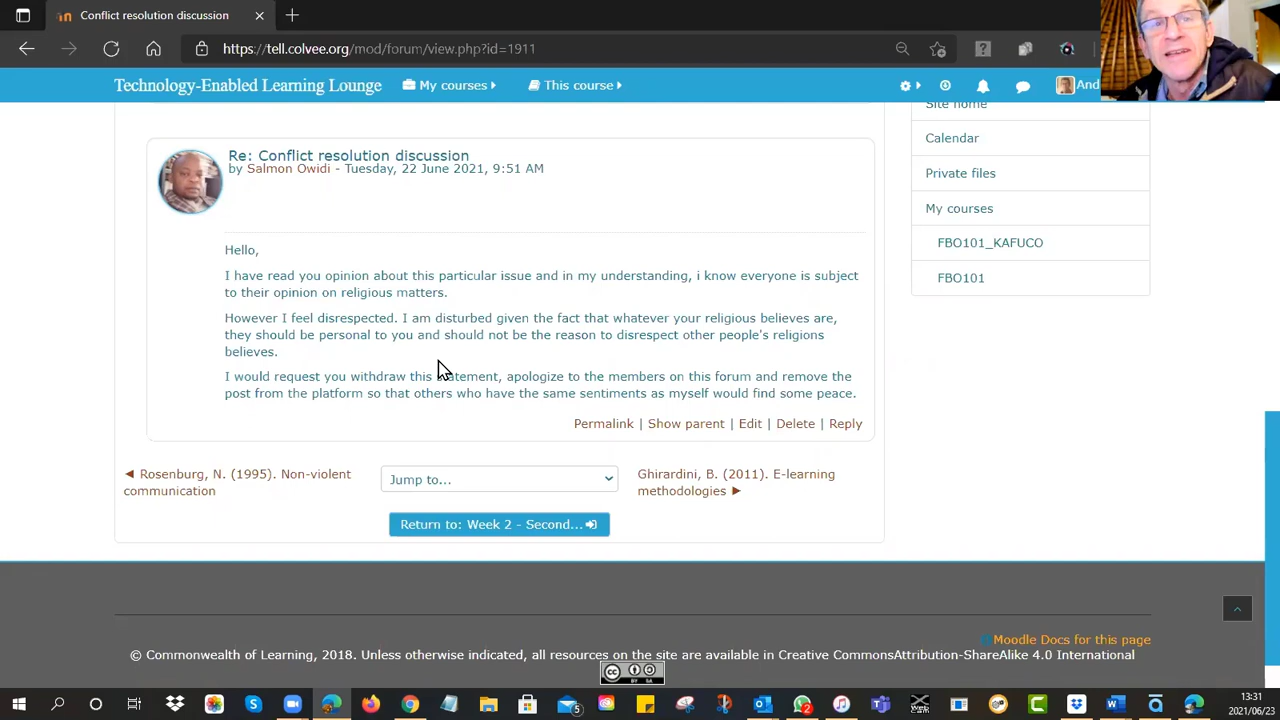 Conflict resolution discussion
https://tell.colvee.org/mod/forum/view.php?id=1911
Technology-Enabled Learning Lounge
My courses
This course
And
Site home
Calendar
Private files
My courses
FBO101_KAFUCO
FBO101
Re: Conflict resolution discussion
by Salmon Owidi - Tuesday, 22 June 2021, 9:51 AM
Hello,
I have read you opinion about this particular issue and in my understanding, i know everyone is subject
to their opinion on religious matters.
However I feel disrespected. I am disturbed given the fact that whatever your religious believes are,
they should be personal to you and should not be the reason to disrespect other people's religions
believes.
I would request you withdraw this statement, apologize to the members on this forum and remove the
post from the platform so that others who have the same sentiments as myself would find some peace.
Permalink | Show parent | Edit | Delete | Reply
◄ Rosenburg, N. (1995). Non-violent
communication
Jump to...
Ghirardini, B. (2011). E-learning
methodologies ►
Return to: Week 2 - Second...
Moodle Docs for this page
© Commonwealth of Learning, 2018. Unless otherwise indicated, all resources on the site are available in Creative CommonsAttribution-ShareAlike 4.0 International
BY SA
13:31
2021/06/23